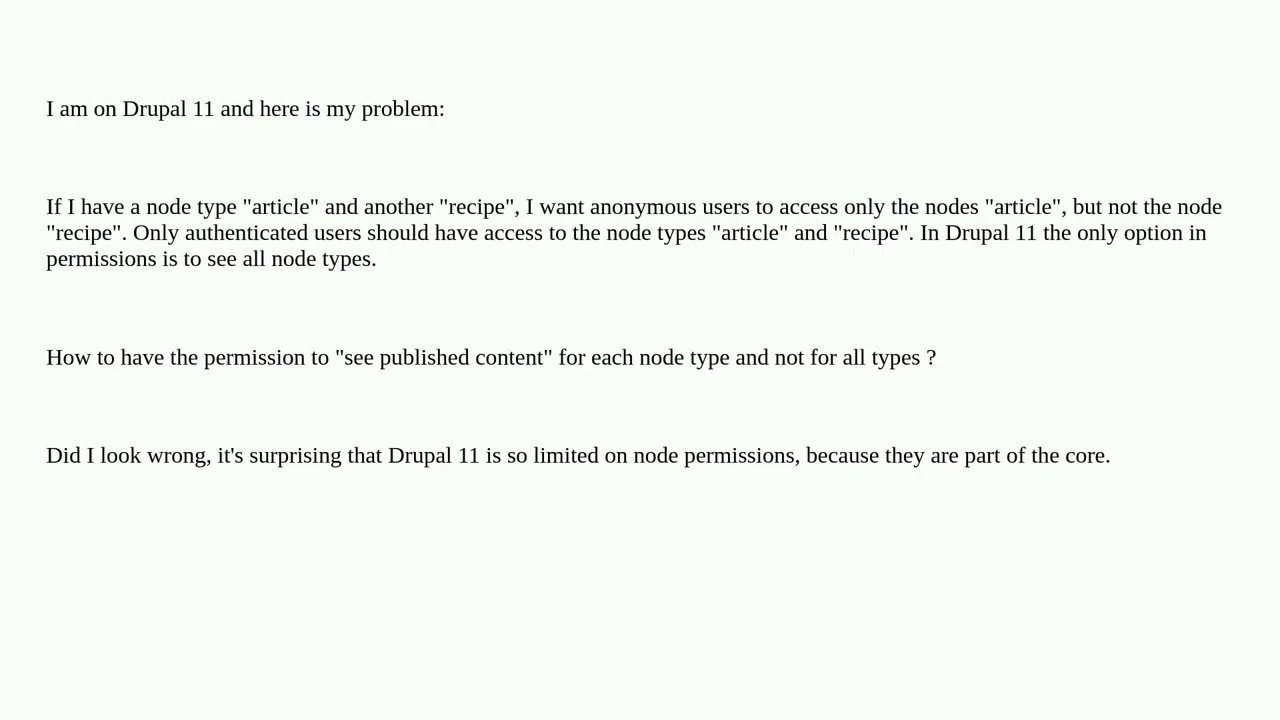 I am on Drupal 11 and here is my problem:
If I have a node type "article" and another "recipe", I want anonymous users to access only the nodes "article", but not the node
"recipe". Only authenticated users should have access to the node types "article" and "recipe". In Drupal 11 the only option in
permissions is to see all node types.
How to have the permission to "see published content" for each node type and not for all types ?
Did I look wrong, it's surprising that Drupal 11 is so limited on node permissions, because they are part of the core.